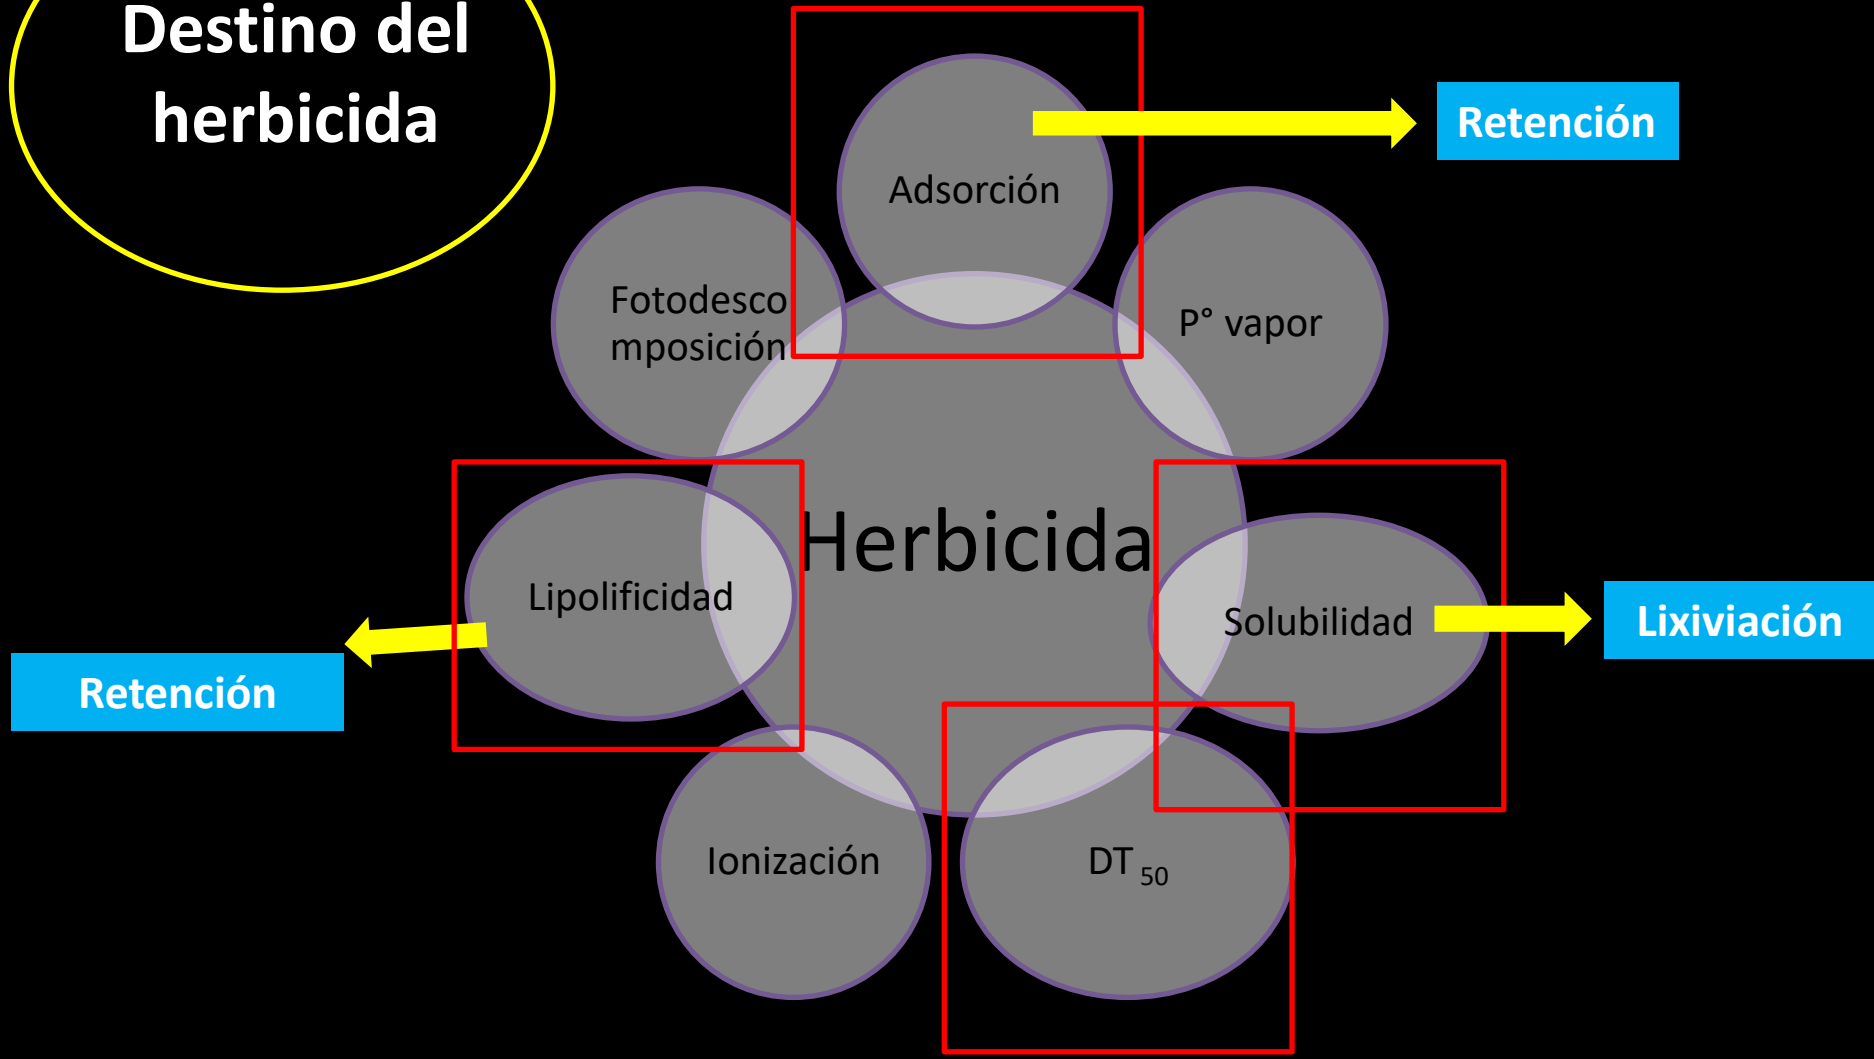 Destino del
herbicida
Adsorción
Retención
Fotodesco
mposición
P° vapor
Herbicida
Lipolificidad
Solubilidad
Lixiviación
Retención
Ionización
DT 50